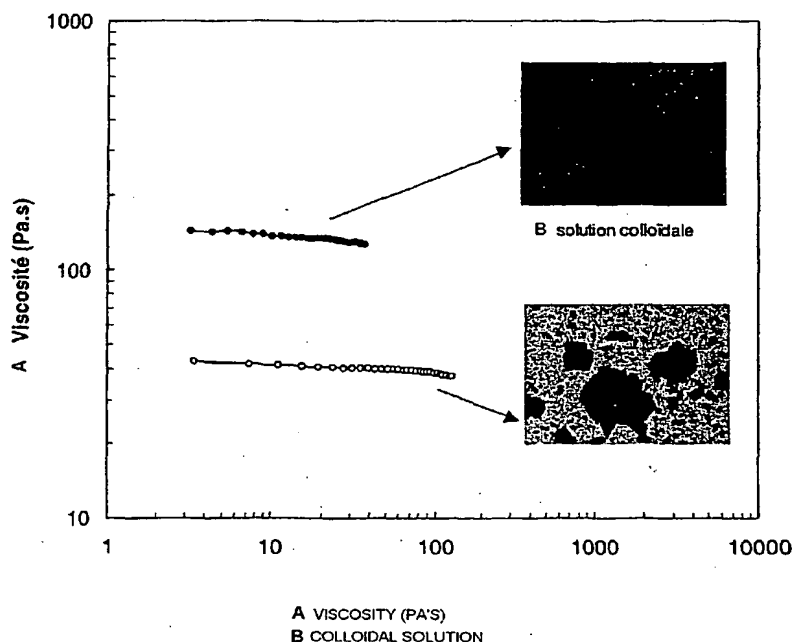 1000
100
10
A Viscosité (Pa.s)
B solution colloïdale
1 10 100 1000 10000
A VISCOSITY (PA'S)
B COLLOIDAL SOLUTION